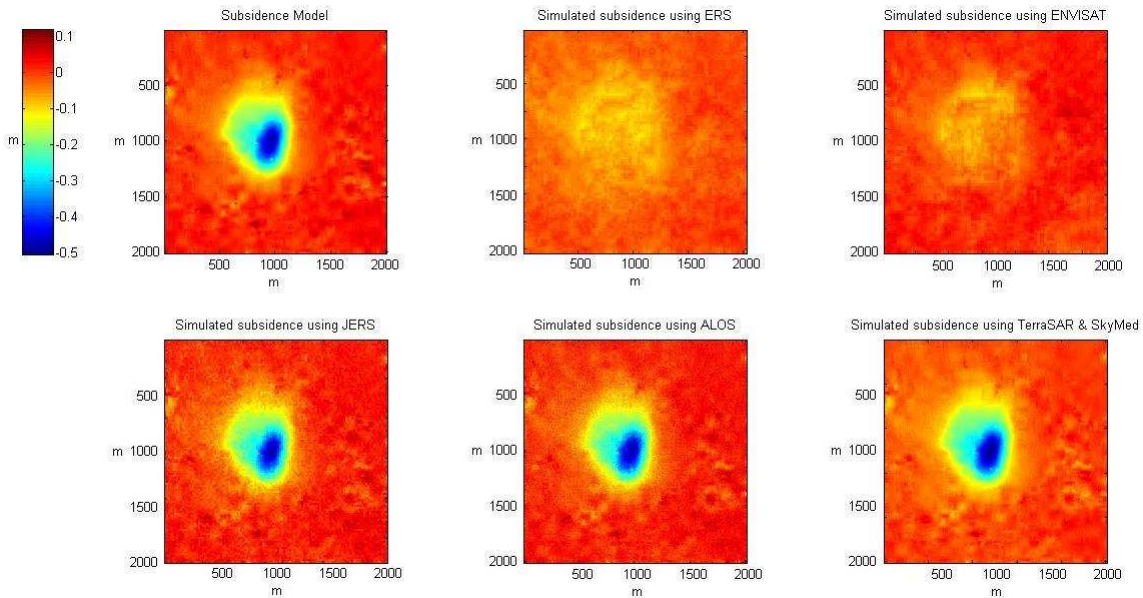 Subsidence Model
Simulated subsidence using ERS
Simulated subsidence using ENVISAT
0.1
0
-0.1
-0.2
-0.3
-0.4
-0.5
m
500
1000
1500
2000
m
500 1000 1500 2000
m
500
1000
1500
2000
m
500 1000 1500 2000
m
500
1000
1500
2000
m
500 1000 1500 2000
m
Simulated subsidence using JERS
Simulated subsidence using ALOS
Simulated subsidence using TerraSAR & SkyMed
500
1000
1500
2000
m
500 1000 1500 2000
m
500
1000
1500
2000
m
500 1000 1500 2000
m
500
1000
1500
2000
m
500 1000 1500 2000
m